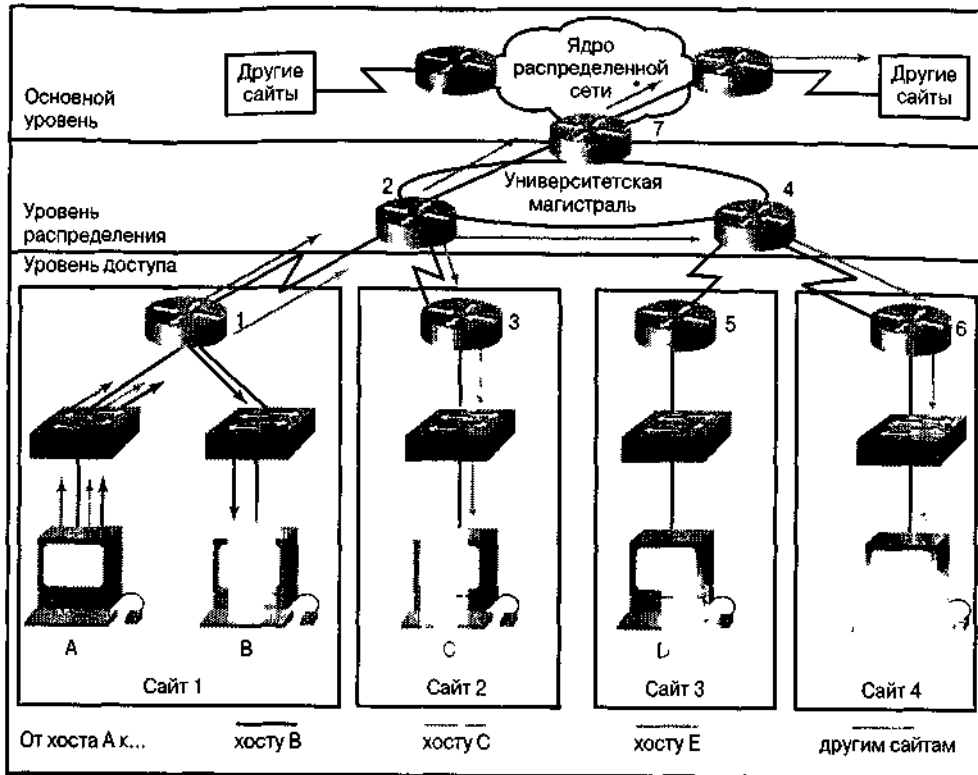 Основной
уровень
Другие
сайты
Ядро
распределенной
сети
Другие
сайты
7
Уровень
распределения
2
Университетская
магистраль
4
Уровень доступа
1
3
5
6
A
B
C
D
Сайт 1
Сайт 2
Сайт 3
Сайт 4
От хоста A к...
хосту B
хосту C
хосту E
другим сайтам